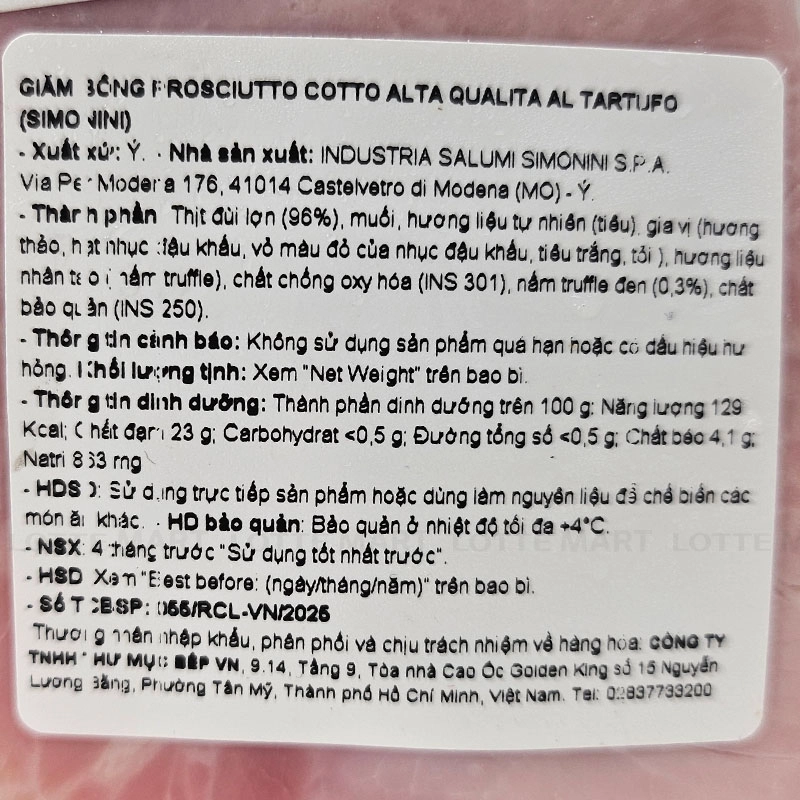 GIĂM BÔNG PROSCIUTTO COTTO ALTA QUALITA AL TARTUFO
(SIMONINI)
- Xuất xứ: Ý. - Nhà sản xuất: INDUSTRIA SALUMI SIMONINI S.P.A.
Via Per Modena 176, 41014 Castelvetro di Modena (MO) - Ý.
- Thành phần: Thịt đùi lợn (96%), muối, hương liệu tự nhiên (tiêu), gia vị (hương
thảo, hạt nhục đậu khấu, vỏ màu đỏ của nhục đậu khấu, tiêu trắng, tỏi), hương liệu
nhân tạo (nấm truffle), chất chống oxy hóa (INS 301), nấm truffle đen (0,3%), chất
bảo quản (INS 250).
- Thông tin cảnh báo: Không sử dụng sản phẩm quá hạn hoặc có dấu hiệu hư
hỏng. Khối lượng tịnh: Xem "Net Weight" trên bao bì.
- Thông tin dinh dưỡng: Thành phần dinh dưỡng trên 100 g: Năng lượng 129
Kcal; Chất đạm 23 g; Carbohydrat <0,5 g; Đường tổng số <0,5 g; Chất béo 4,1 g;
Natri 863 mg
- HDSD: Sử dụng trực tiếp sản phẩm hoặc dùng làm nguyên liệu để chế biến các
món ăn khác. - HD bảo quản: Bảo quản ở nhiệt độ tối đa +4°C.
- NSX: 4 tháng trước "Sử dụng tốt nhất trước".
- HSD: Xem "Best before: (ngày/tháng/năm)" trên bao bì.
- Số TCBSP: 066/RCL-VN/2025
Thương nhân nhập khẩu, phân phối và chịu trách nhiệm về hàng hóa: CÔNG TY
TNHH THƯ MỤC BẾP VN, 9.14, Tầng 9, Tòa nhà Cao Ốc Golden King số 15 Nguyễn
Lương Bằng, Phường Tân Mỹ, Thành phố Hồ Chí Minh, Việt Nam. Tel: 02837733200
LOTTE MART LOTTE MART LOTTE MART